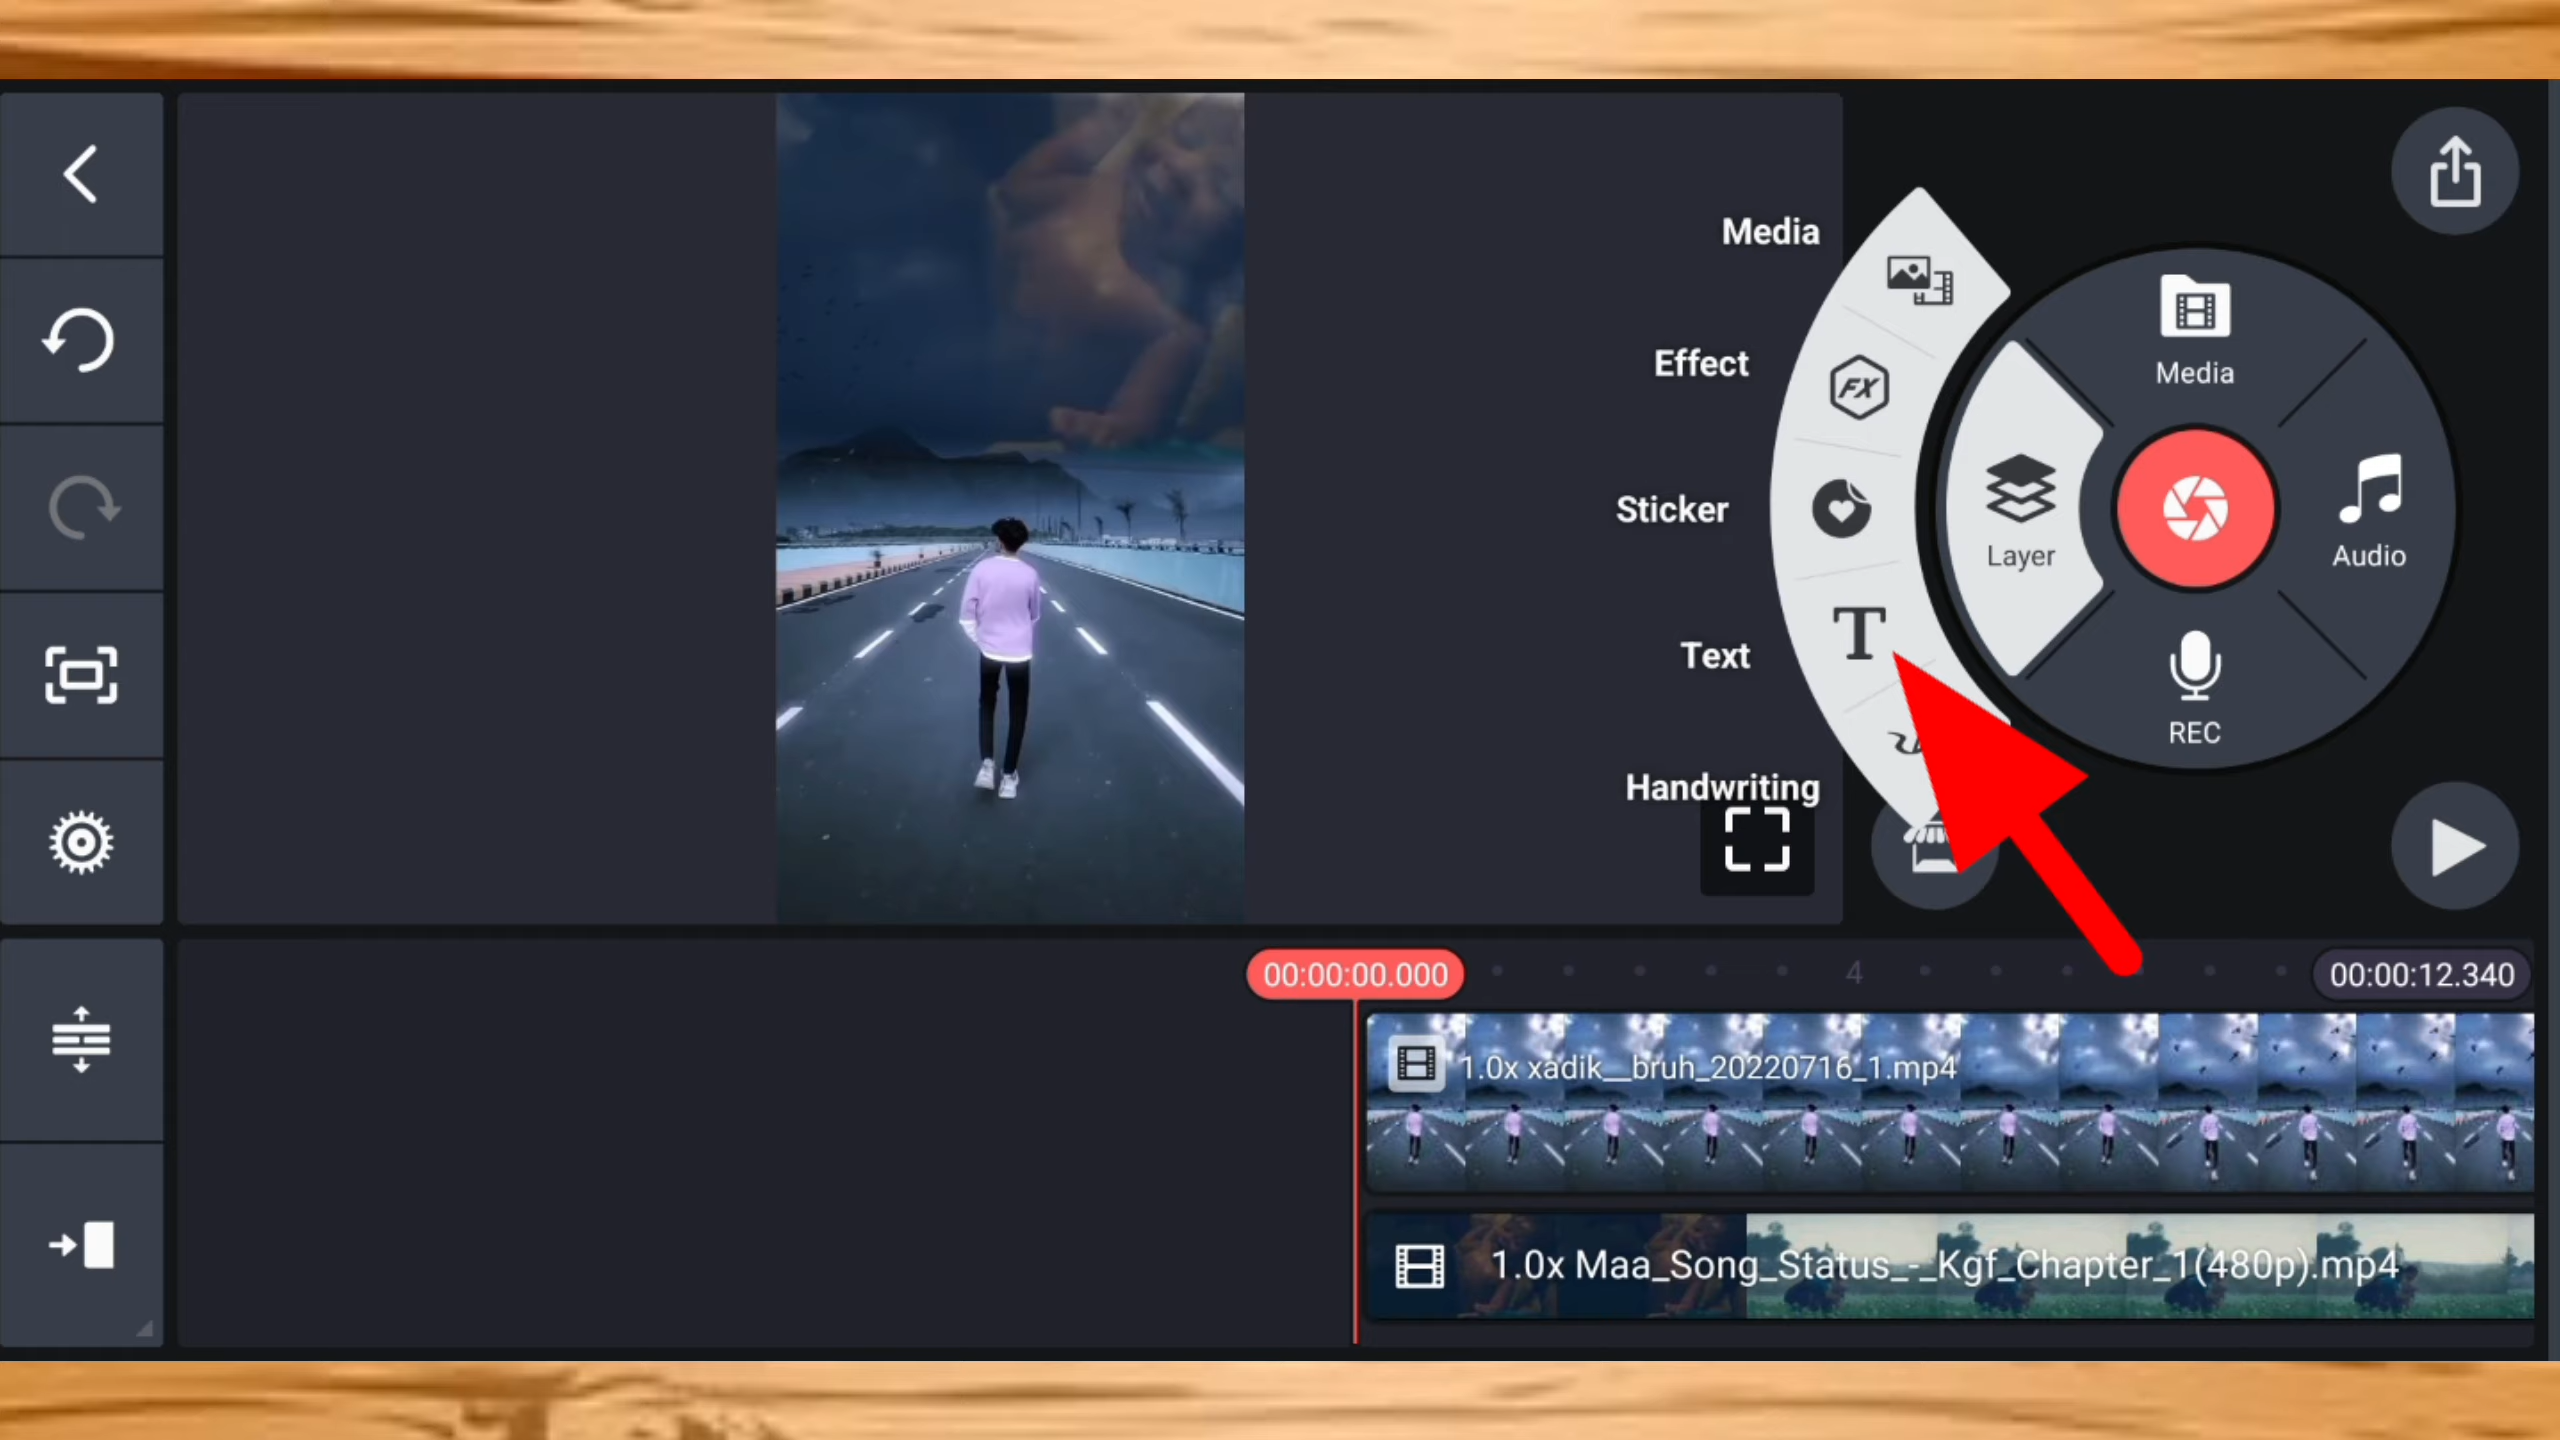 Media
Effect
FX
Sticker
Text
T
Handwriting
Media
Layer
Audio
REC
00:00:00.000
4
00:00:12.340
1.0x xadik__bruh_20220716_1.mp4
1.0x Maa_Song_Status_-_Kgf_Chapter_1(480p).mp4